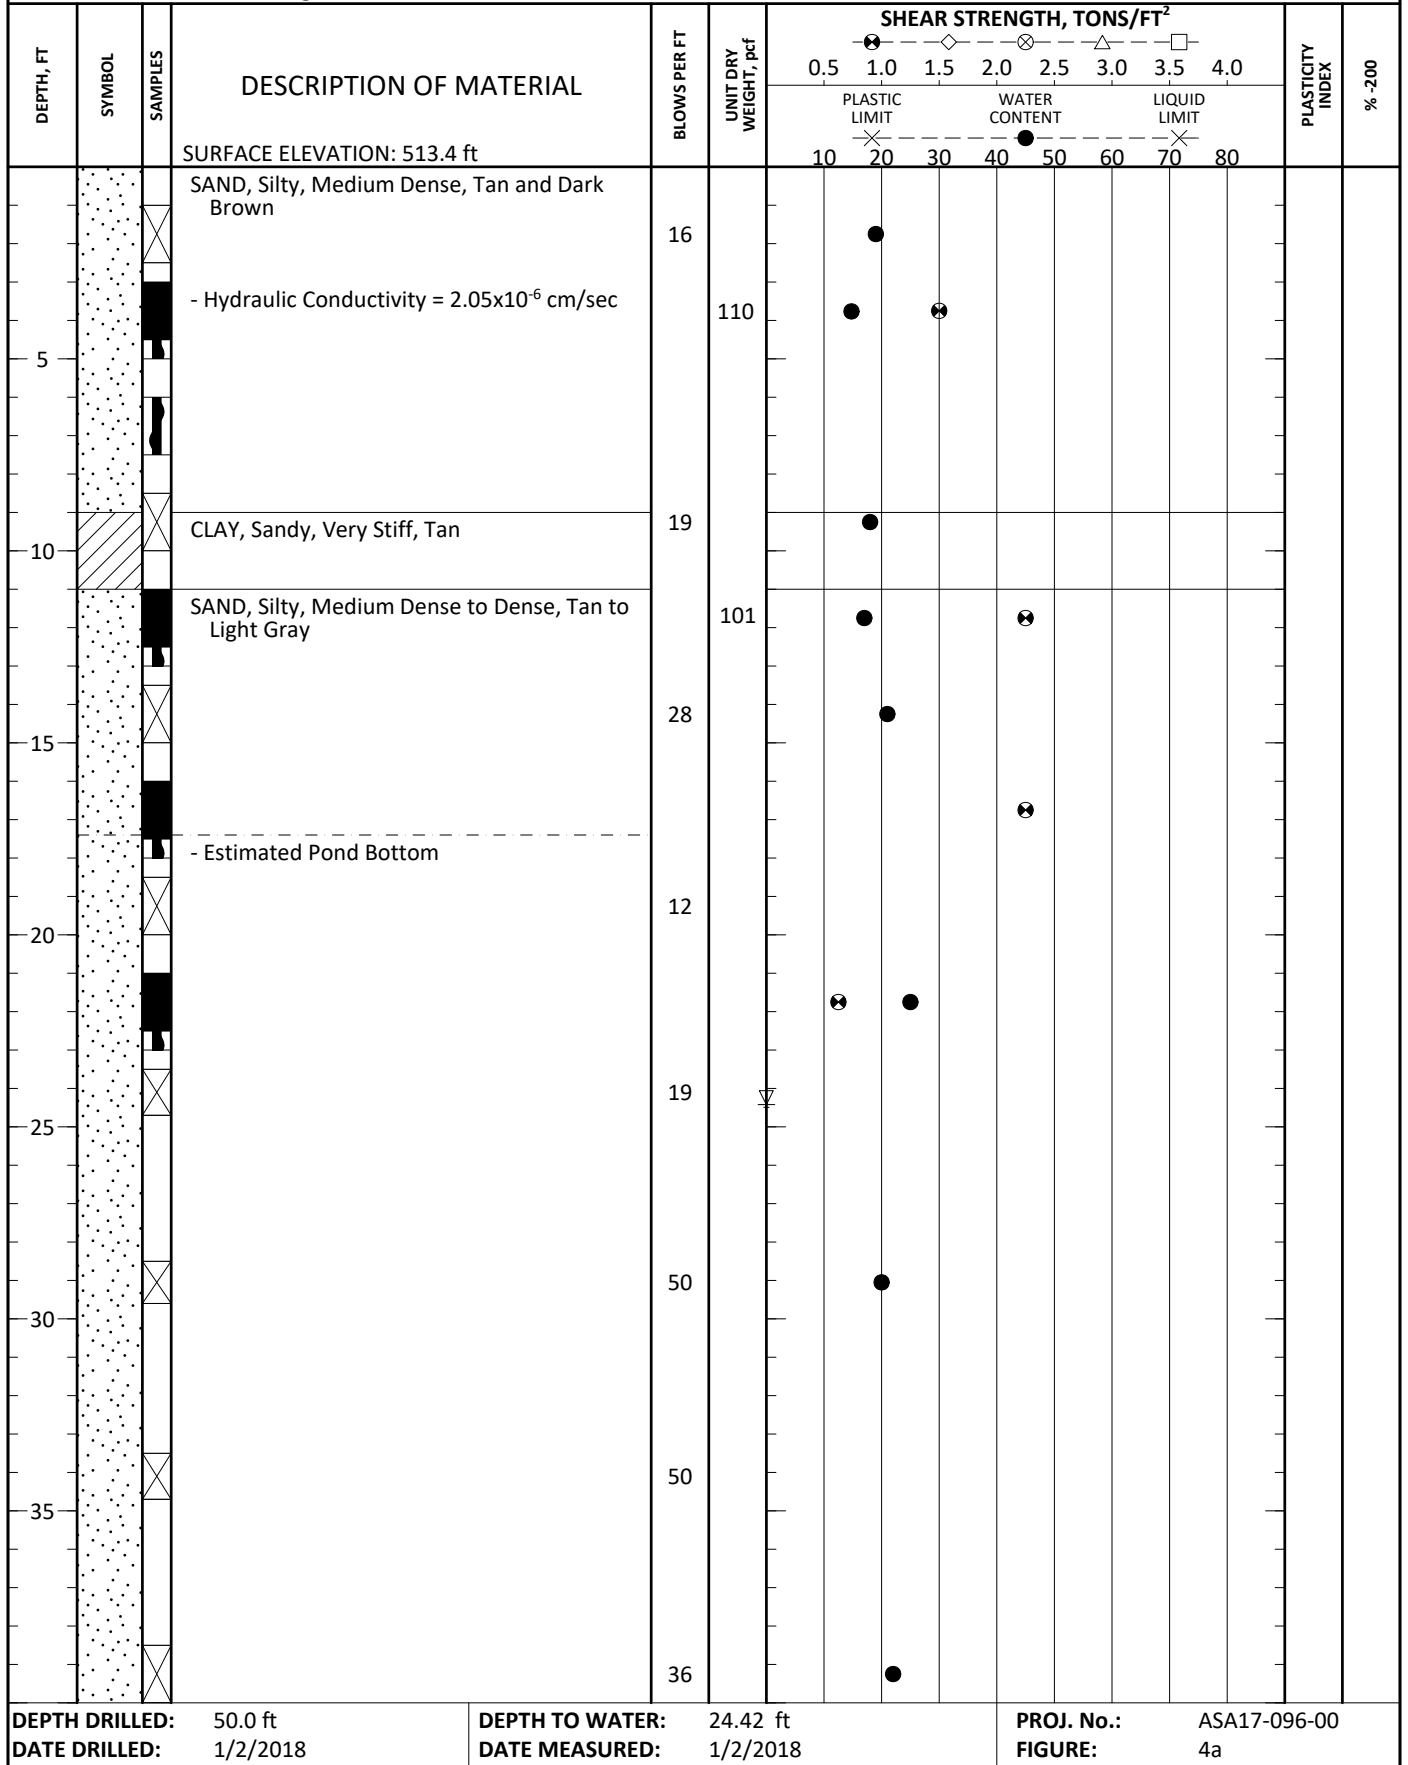 DEPTH, FT
SYMBOL
SAMPLES
DESCRIPTION OF MATERIAL
SURFACE ELEVATION: 513.4 ft
BLOWS PER FT
UNIT DRY
WEIGHT, pcf
SHEAR STRENGTH, TONS/FT²
0.5 1.0 1.5 2.0 2.5 3.0 3.5 4.0
PLASTIC LIMIT
WATER CONTENT
LIQUID LIMIT
10 20 30 40 50 60 70 80
PLASTICITY
INDEX
% -200
SAND, Silty, Medium Dense, Tan and Dark
Brown
16
- Hydraulic Conductivity = 2.05x10⁻⁶ cm/sec
110
5
CLAY, Sandy, Very Stiff, Tan
19
10
SAND, Silty, Medium Dense to Dense, Tan to
Light Gray
101
28
15
- Estimated Pond Bottom
12
20
19
25
50
30
50
35
36
DEPTH DRILLED: 50.0 ft
DATE DRILLED: 1/2/2018
DEPTH TO WATER: 24.42 ft
DATE MEASURED: 1/2/2018
PROJ. No.: ASA17-096-00
FIGURE: 4a